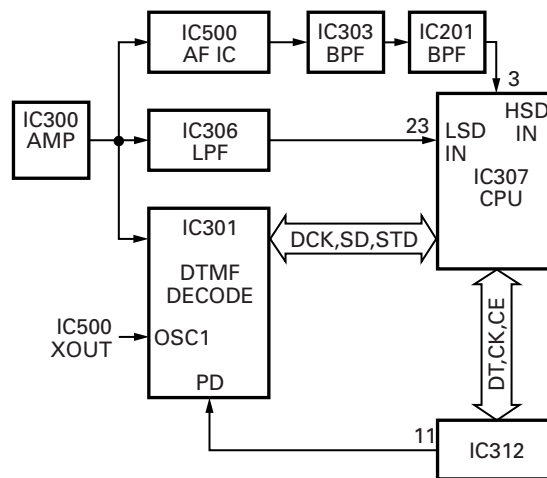 IC500
AF IC
IC303
BPF
IC201
BPF
3
IC300
AMP
IC306
LPF
23
LSD
IN
HSD
IN
IC307
CPU
IC301
DTMF
DECODE
DCK,SD,STD
IC500
XOUT
OSC1
PD
DT,CK,CE
11
IC312